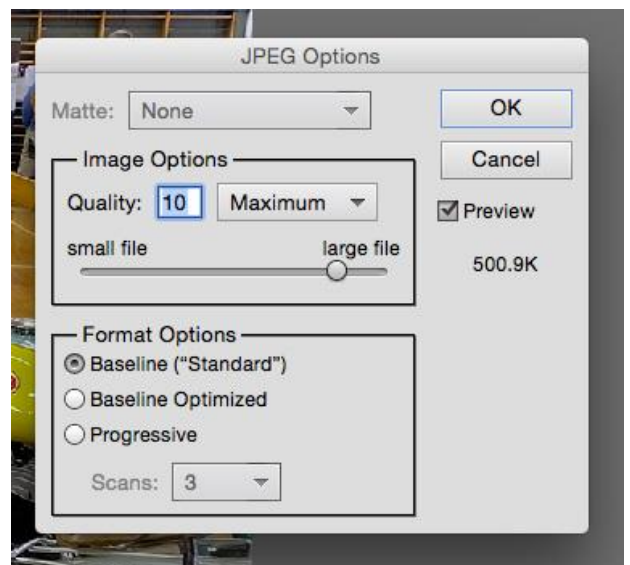 JPEG Options
Matte: None
OK
Image Options
Cancel
Quality: 10 Maximum
Preview
small file large file
500.9K
Format Options
Baseline (“Standard”)
Baseline Optimized
Progressive
Scans: 3